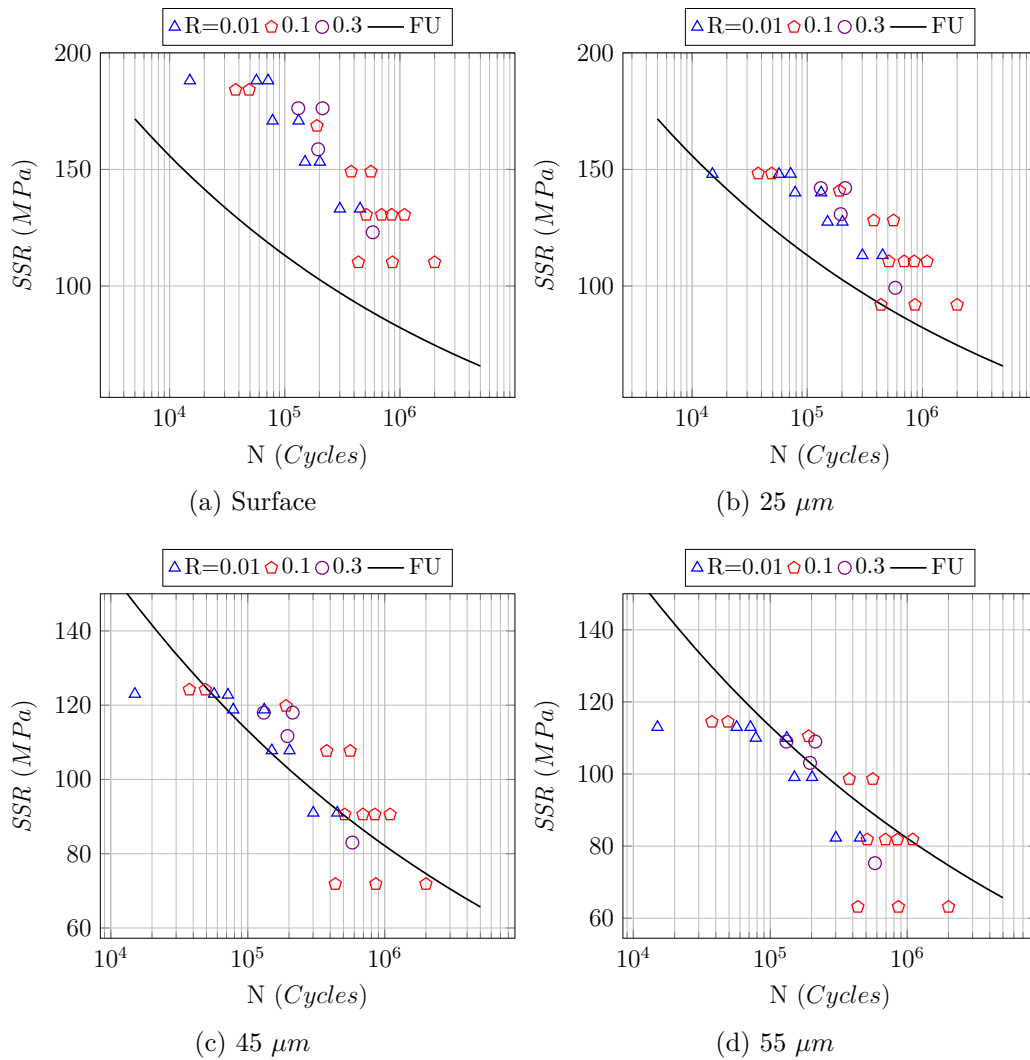 R=0.01 0.1 0.3 FU
R=0.01 0.1 0.3 FU
200
150
100
SSR (MPa)
10^4 10^5 10^6
N (Cycles)
(a) Surface
200
150
100
SSR (MPa)
10^4 10^5 10^6
N (Cycles)
(b) 25 μm
R=0.01 0.1 0.3 FU
R=0.01 0.1 0.3 FU
140
120
100
80
60
SSR (MPa)
10^4 10^5 10^6
N (Cycles)
(c) 45 μm
140
120
100
80
60
SSR (MPa)
10^4 10^5 10^6
N (Cycles)
(d) 55 μm